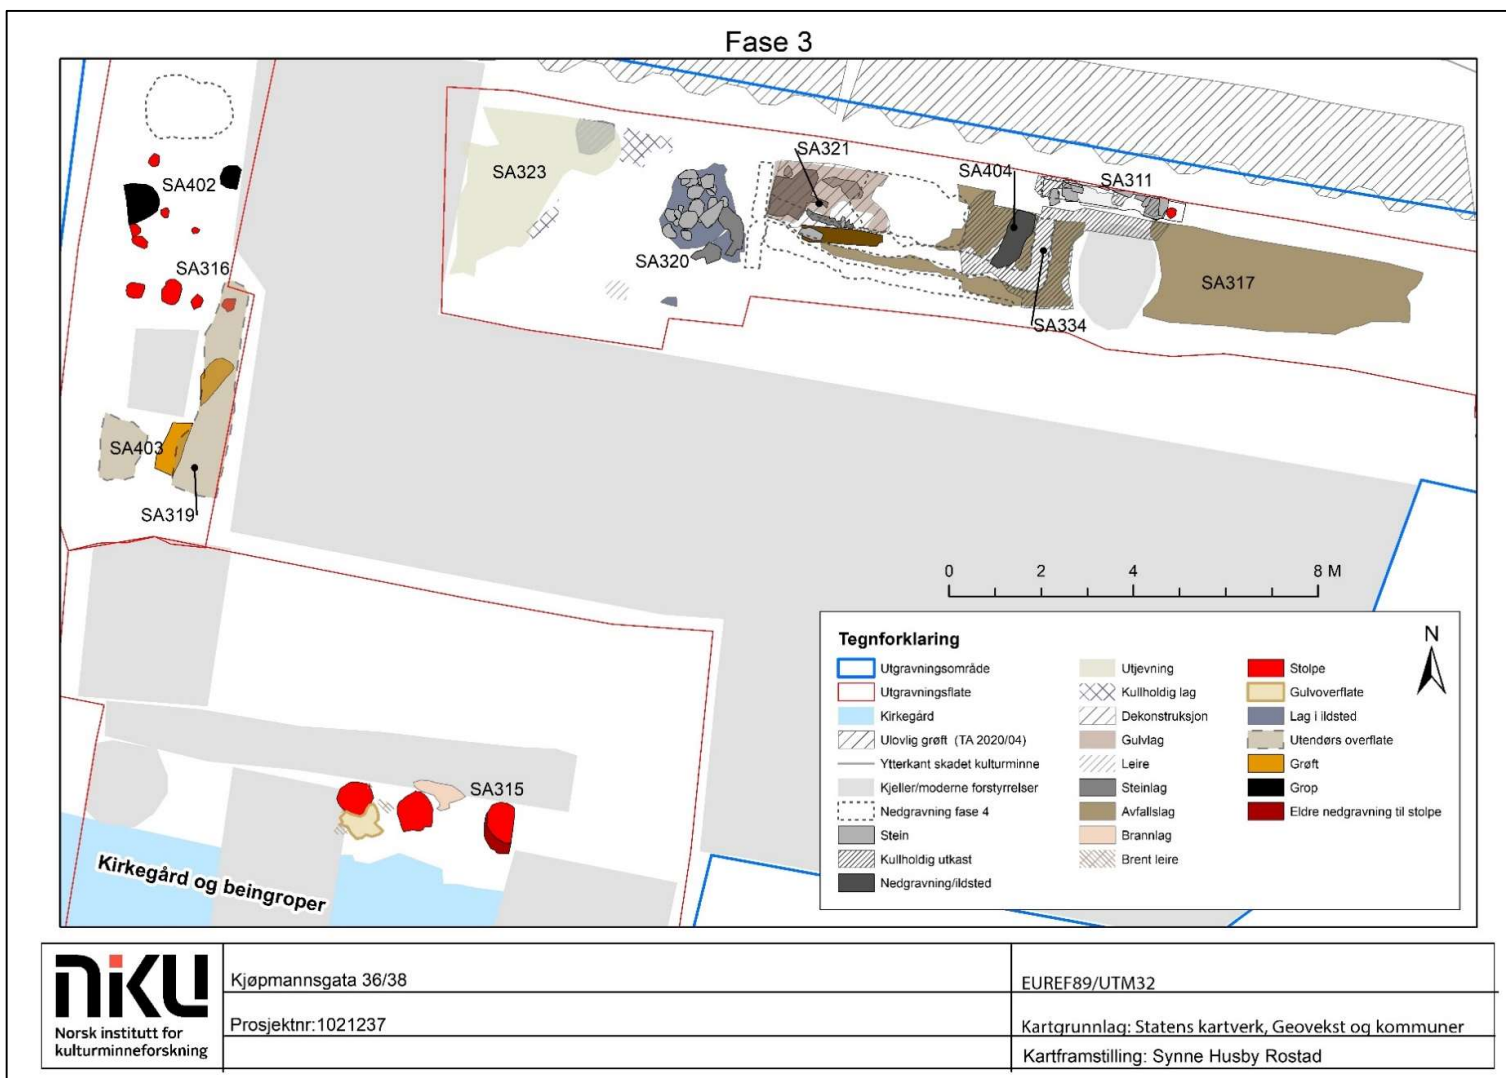 Fase 3
SA321
SA404
SA311
SA323
SA402
SA316
SA320
SA317
SA334
SA403
SA319
0 2 4 8 M
Tegnforklaring
N
Utgravningsområde
Utgravningsflate
Kirkegård
Ulovlig grøft (TA 2020/04)
Ytterkant skadet kulturminne
Kjeller/moderne forstyrrelser
Nedgravning fase 4
Stein
Kullholdig utkast
Nedgravning/ildsted
Utjevning
Kullholdig lag
Dekonstruksjon
Gulvlag
Leire
Steinlag
Avfallslag
Brannlag
Brent leire
Stolpe
Gulvoverflate
Lag i ildsted
Utendørs overflate
Grøft
Grop
Eldre nedgravning til stolpe
SA315
Kirkegård og beingroper
NIKU
Norsk institutt for
kulturminneforskning
Kjøpmannsgata 36/38
Prosjektnr:1021237
EUREF89/UTM32
Kartgrunnlag: Statens kartverk, Geovekst og kommuner
Kartframstilling: Synne Husby Rostad